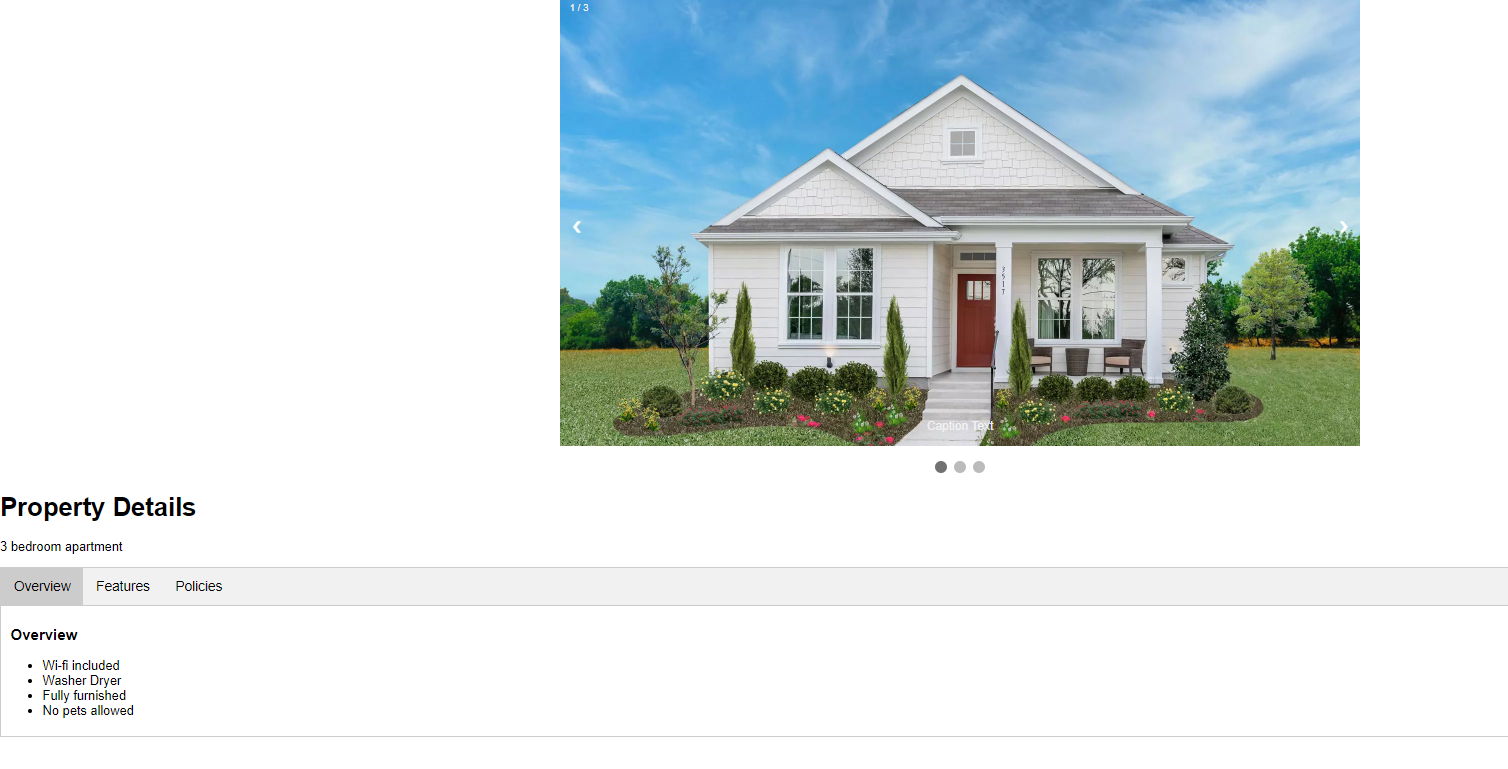 1 / 3
❮ ❯
3517
Caption Text
Property Details
3 bedroom apartment
Overview Features Policies
Overview
Wi-fi included
Washer Dryer
Fully furnished
No pets allowed